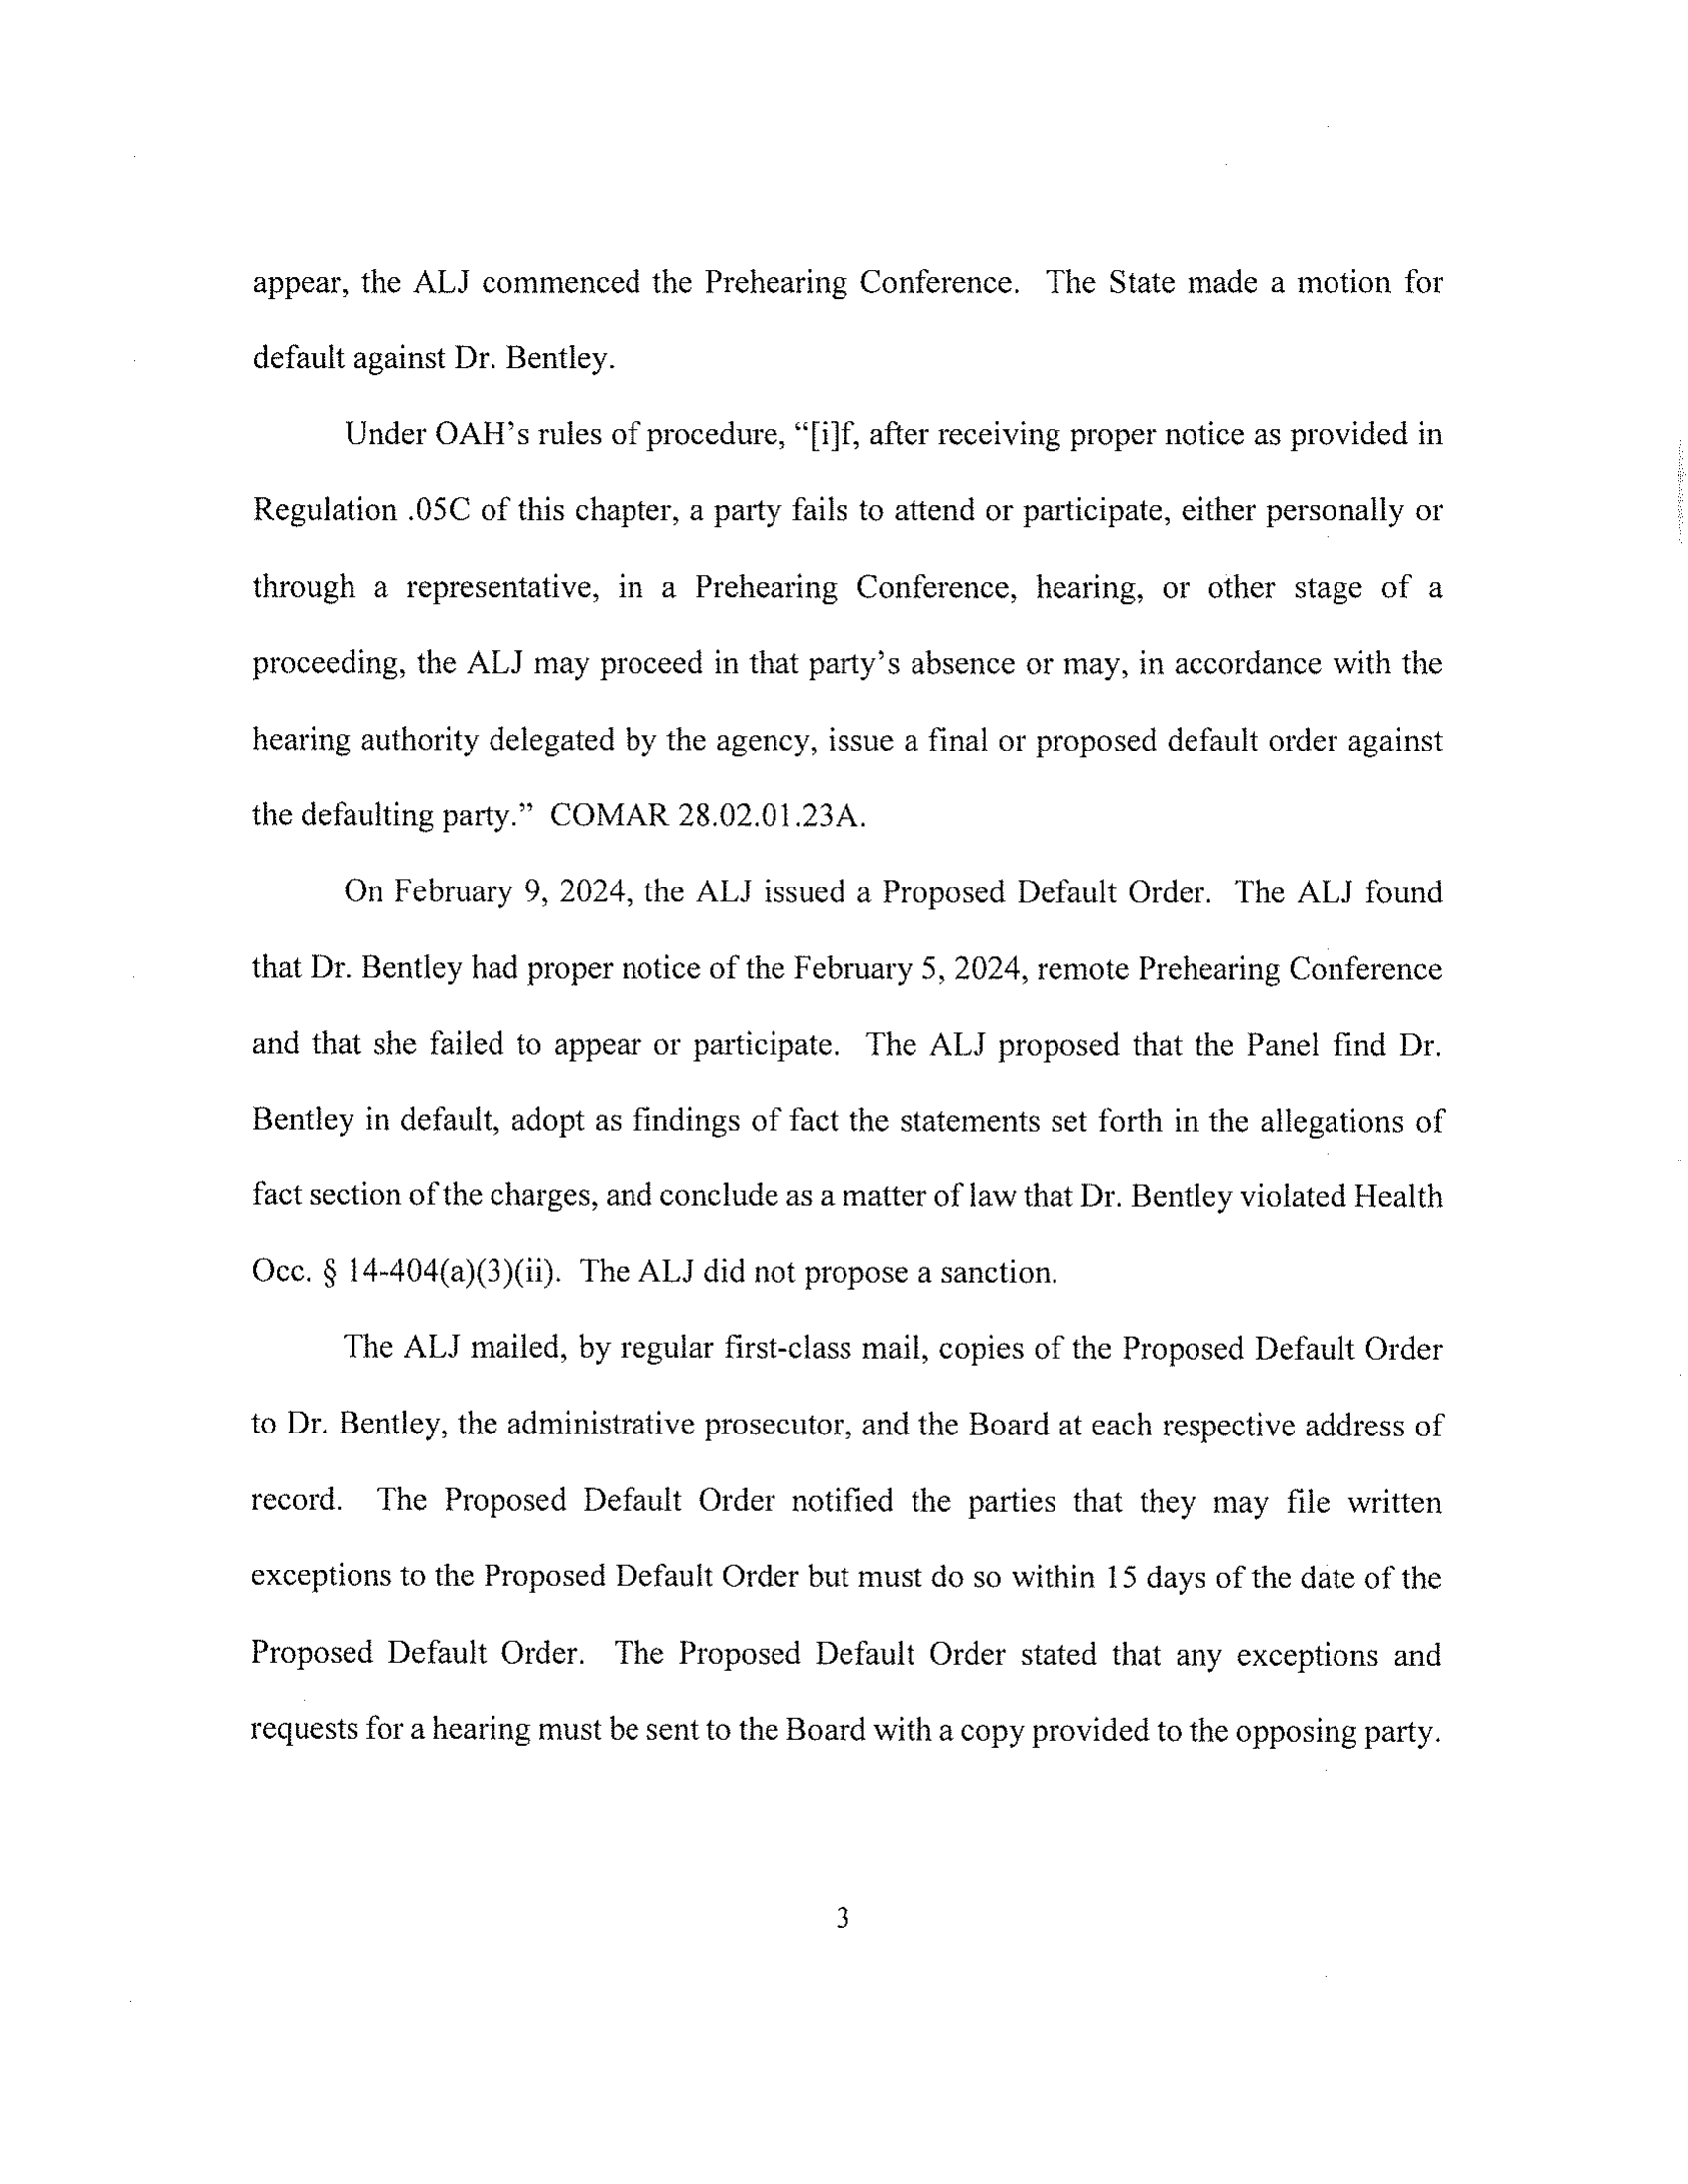 appear, the ALJ commenced the Prehearing Conference.  The State made a motion for
default against Dr. Bentley.
Under OAH’s rules of procedure, “[i]f, after receiving proper notice as provided in
Regulation .05C of this chapter, a party fails to attend or participate, either personally or
through a representative, in a Prehearing Conference, hearing, or other stage of a
proceeding, the ALJ may proceed in that party’s absence or may, in accordance with the
hearing authority delegated by the agency, issue a final or proposed default order against
the defaulting party.”  COMAR 28.02.01.23A.
On February 9, 2024, the ALJ issued a Proposed Default Order.  The ALJ found
that Dr. Bentley had proper notice of the February 5, 2024, remote Prehearing Conference
and that she failed to appear or participate.  The ALJ proposed that the Panel find Dr.
Bentley in default, adopt as findings of fact the statements set forth in the allegations of
fact section of the charges, and conclude as a matter of law that Dr. Bentley violated Health
Occ. § 14-404(a)(3)(ii).  The ALJ did not propose a sanction.
The ALJ mailed, by regular first-class mail, copies of the Proposed Default Order
to Dr. Bentley, the administrative prosecutor, and the Board at each respective address of
record.  The Proposed Default Order notified the parties that they may file written
exceptions to the Proposed Default Order but must do so within 15 days of the date of the
Proposed Default Order.  The Proposed Default Order stated that any exceptions and
requests for a hearing must be sent to the Board with a copy provided to the opposing party.
3